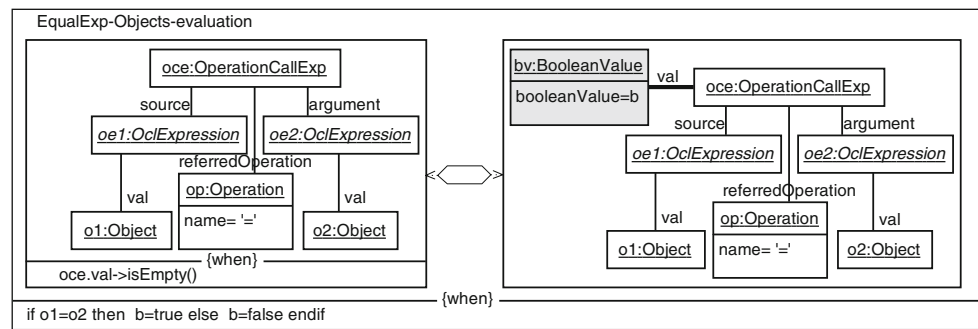 EqualExp-Objects-evaluation
oce:OperationCallExp
source
argument
oe1:OclExpression
oe2:OclExpression
referredOperation
val
op:Operation
val
name= '='
o1:Object
o2:Object
{when}
oce.val->isEmpty()
bv:BooleanValue
val
booleanValue=b
oce:OperationCallExp
source
argument
oe1:OclExpression
oe2:OclExpression
referredOperation
val
op:Operation
val
name= '='
o1:Object
o2:Object
{when}
if o1=o2 then b=true else b=false endif